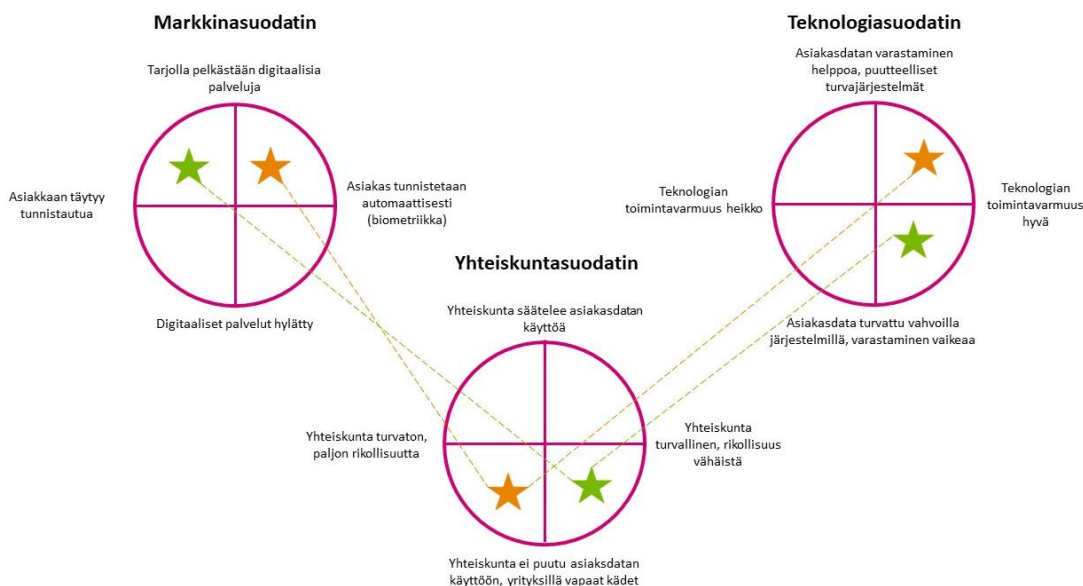 Markkinasuodatin
Tarjolla pelkästään digitaalisia
palveluja
Asiakkaan täytyy
tunnistautua
Asiakas tunnistetaan
automaattisesti
(biometriikka)
Digitaaliset palvelut hylätty
Teknologiasuodatin
Asiakasdatan varastaminen
helppoa, puutteelliset
turvajärjestelmät
Teknologian
toimintavarmuus heikko
Teknologian
toimintavarmuus
hyvä
Asiakasdata turvattu vahvoilla
järjestelmillä, varastaminen vaikeaa
Yhteiskuntasuodatin
Yhteiskunta säätelee asiakasdatan
käyttöä
Yhteiskunta turvaton,
paljon rikollisuutta
Yhteiskunta
turvallinen, rikollisuus
vähäistä
Yhteiskunta ei puutu asiaksdatan
käyttöön, yrityksillä vapaat kädet